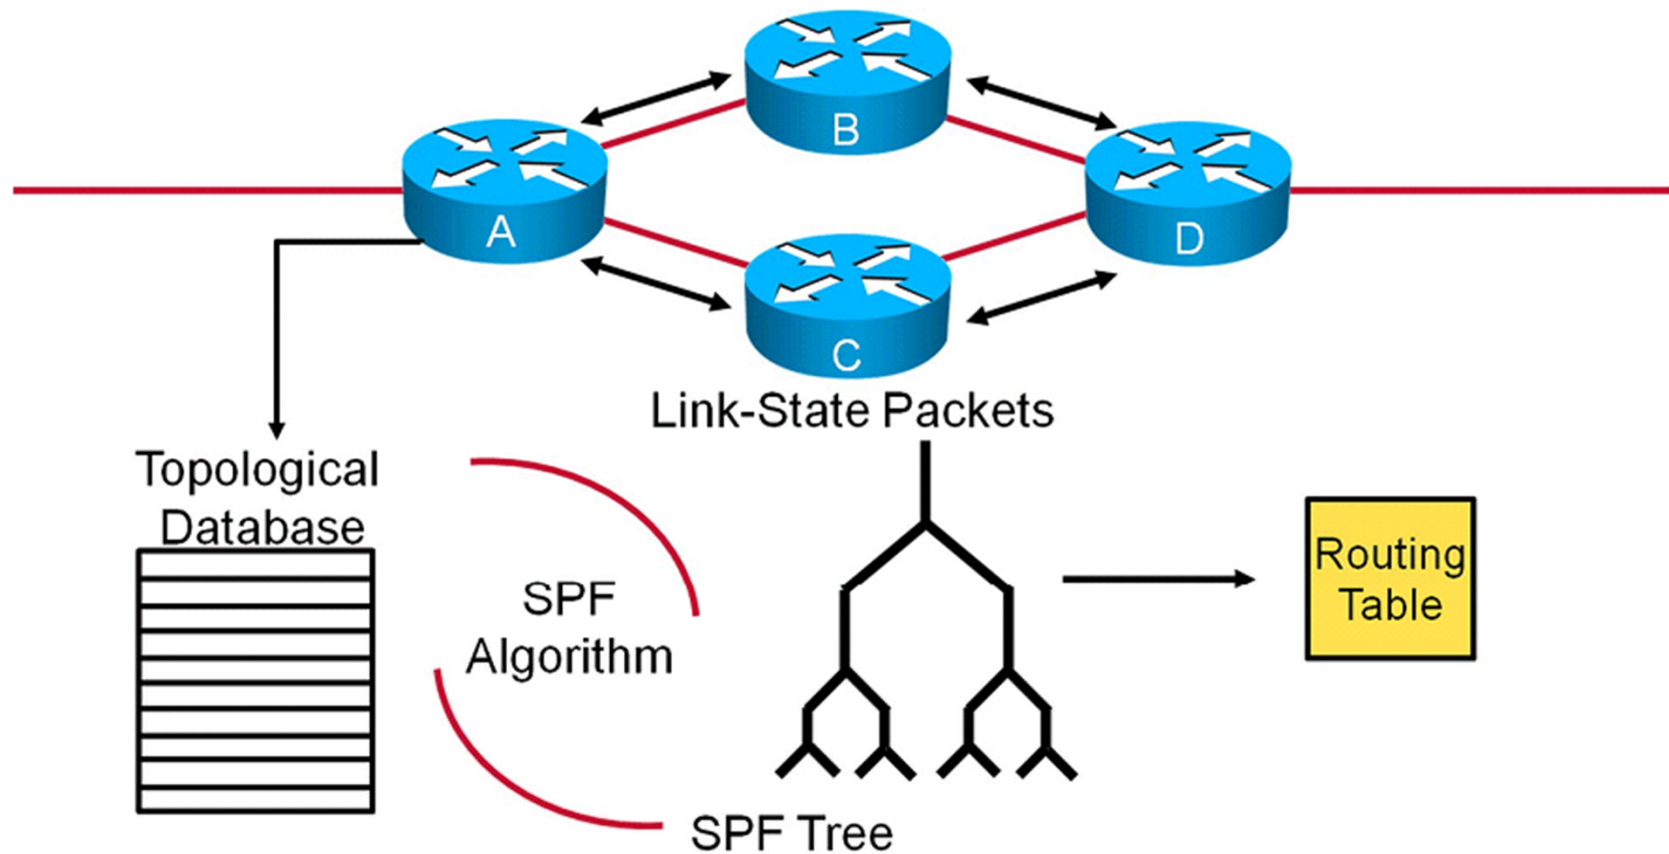 B
A
D
C
Link-State Packets
Topological
Database
SPF
Algorithm
Routing
Table
SPF Tree